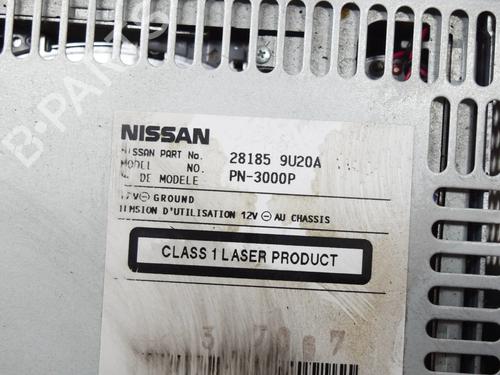 B-PARTS
NISSAN
NISSAN PART No. 28185 9U20A
MODEL NO. PN-3000P
DE MODELE
GROUND
TENSION D'UTILISATION 12V ⊖ AU CHASSIS
CLASS 1 LASER PRODUCT